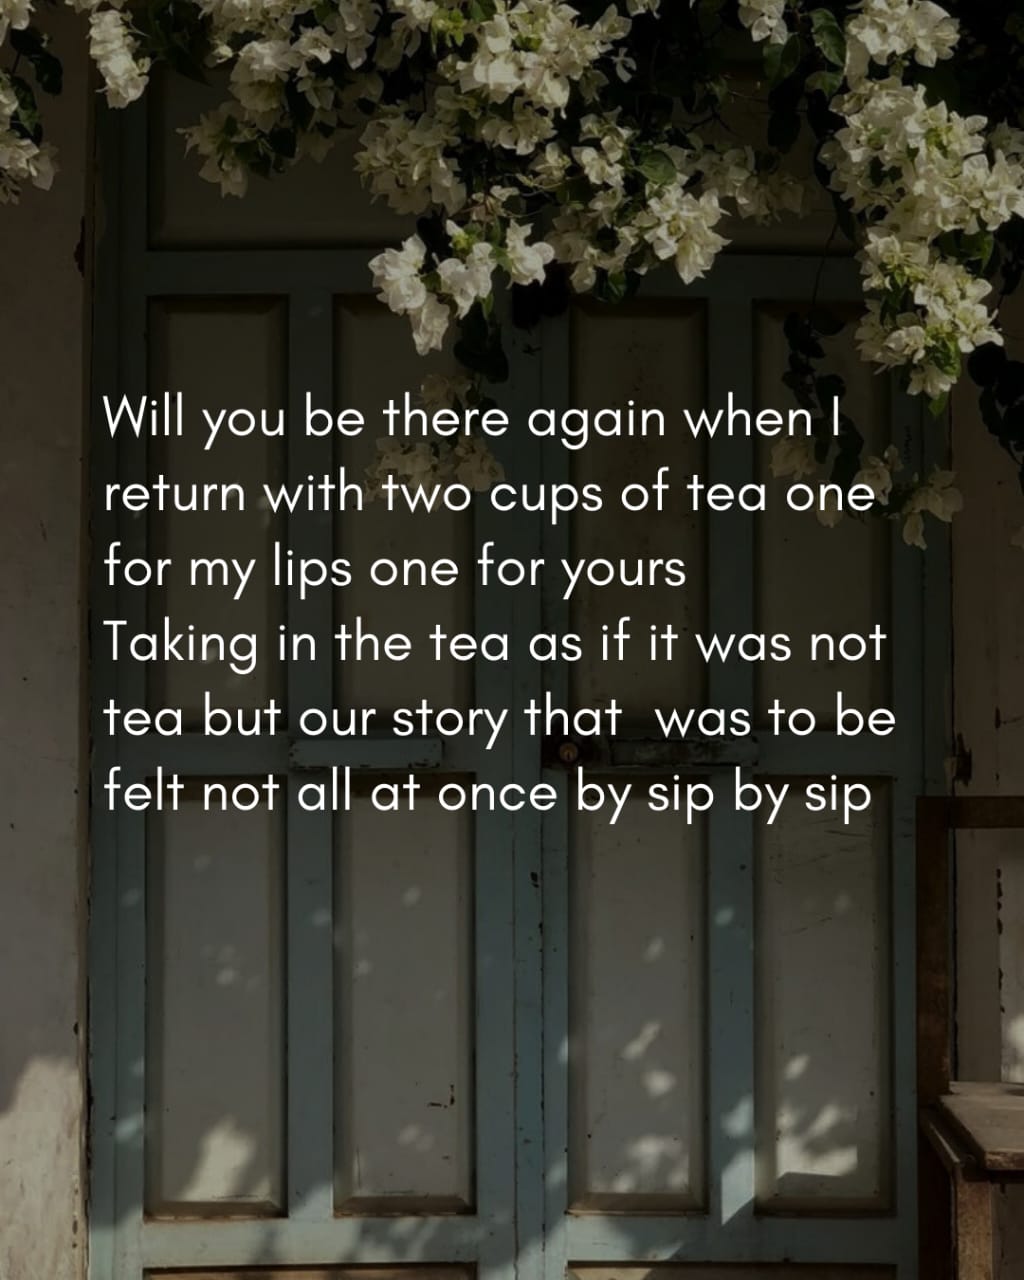 Will you be there again when I
return with two cups of tea one
for my lips one for yours
Taking in the tea as if it was not
tea but our story that  was to be
felt not all at once by sip by sip